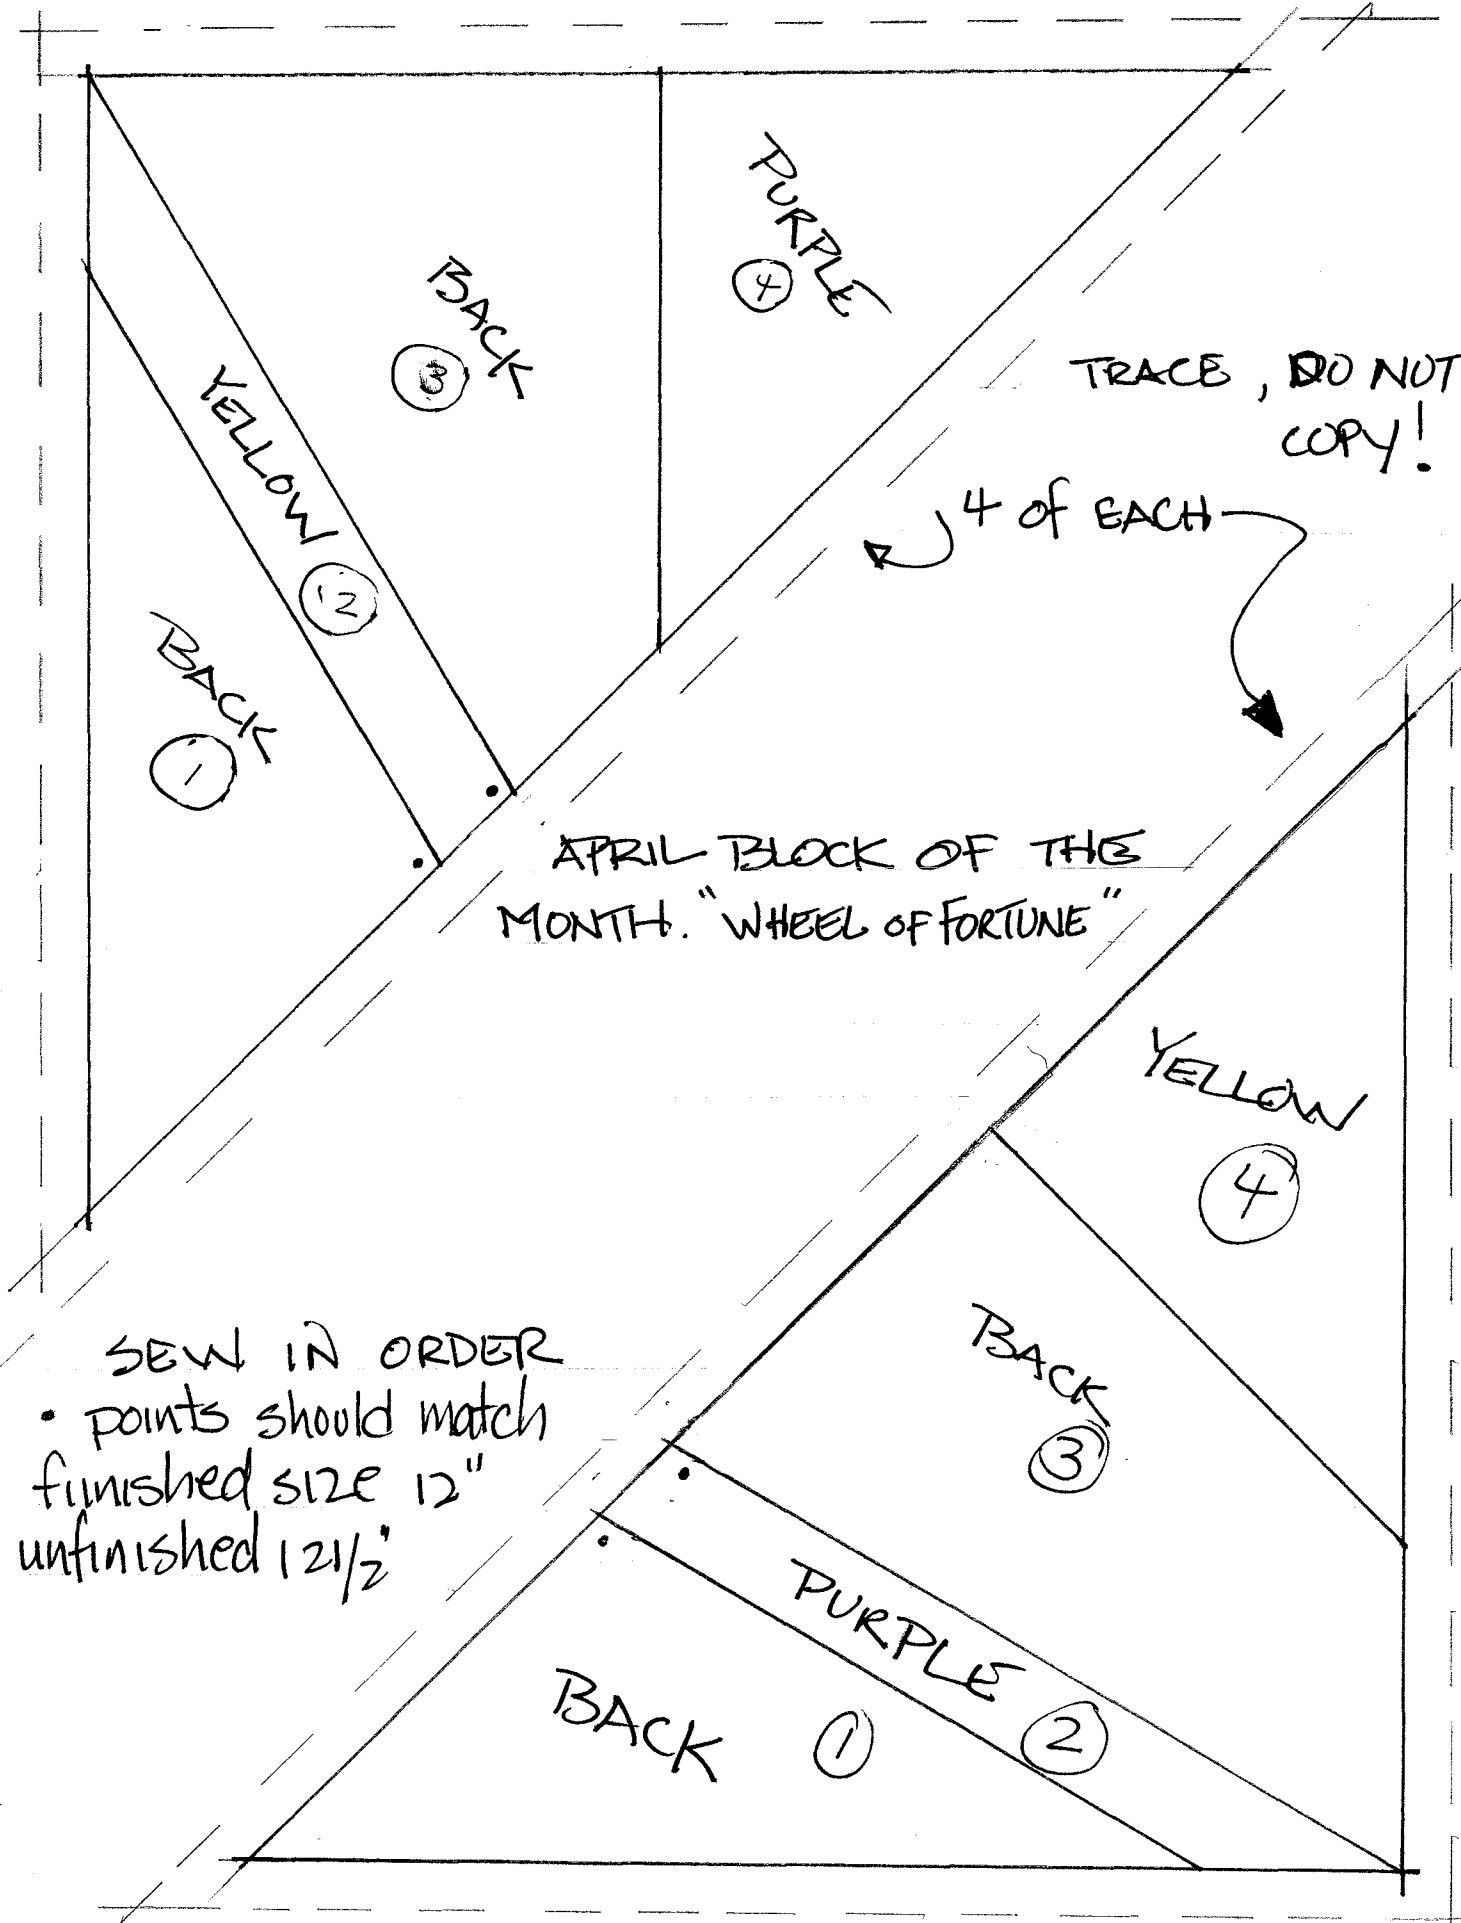 PURPLE
4
BACK
3
YELLOW
2
BACK
1
TRACE, DO NOT
COPY!
4 of EACH
APRIL BLOCK OF THE
MONTH. "WHEEL OF FORTUNE"
YELLOW
4
BACK
3
PURPLE
2
BACK 1
SEW IN ORDER
• points should match
finished size 12"
unfinished 12 1/2"